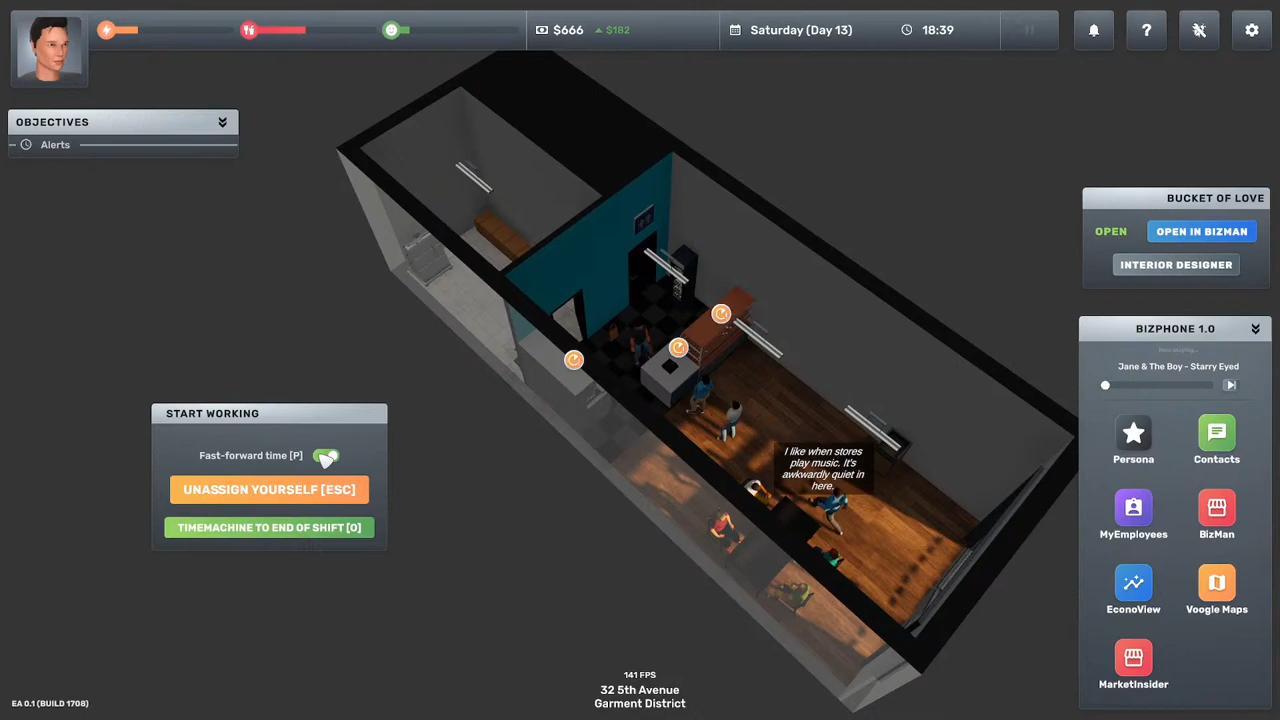 $666 $182
Saturday (Day 13)
18:39
?
OBJECTIVES
Alerts
BUCKET OF LOVE
OPEN
OPEN IN BIZMAN
INTERIOR DESIGNER
BIZPHONE 1.0
Jane & The Boy - Starry Eyed
Persona
Contacts
MyEmployees
BizMan
EconoView
Voogle Maps
MarketInsider
START WORKING
Fast-forward time [P]
UNASSIGN YOURSELF [ESC]
TIMEMACHINE TO END OF SHIFT [O]
I like when stores
play music. It's
awkwardly quiet in
here.
141 FPS
32 5th Avenue
Garment District
EA 0.1 (BUILD 1708)